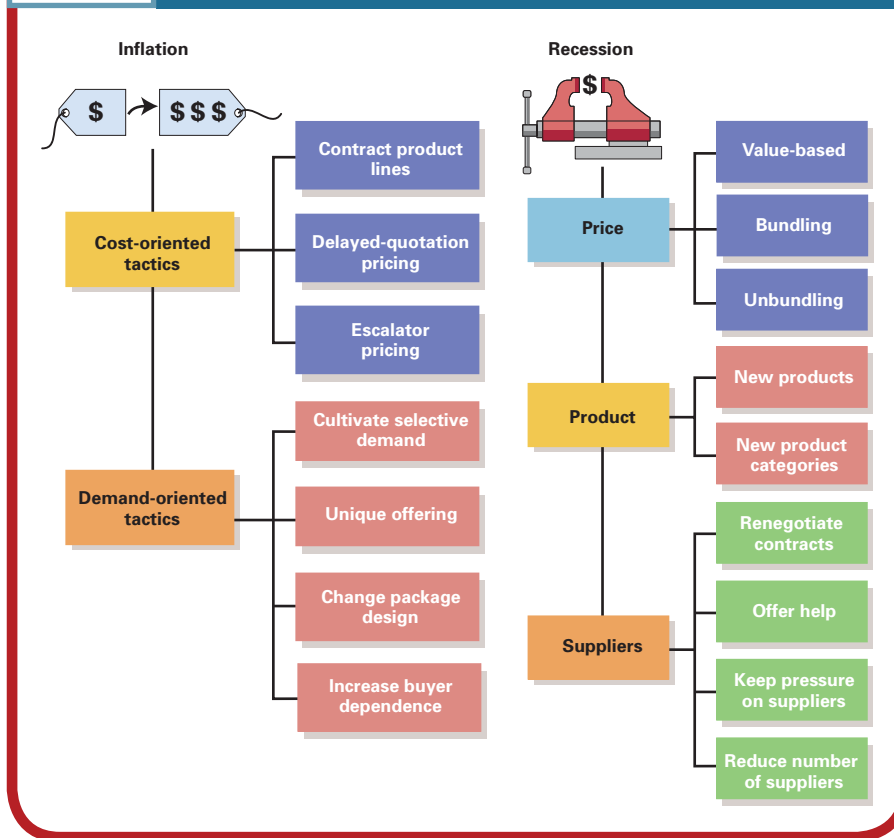 Inflation
$
$ $ $
Cost-oriented
tactics
Contract product
lines
Delayed-quotation
pricing
Escalator
pricing
Demand-oriented
tactics
Cultivate selective
demand
Unique offering
Change package
design
Increase buyer
dependence
Recession
$
Price
Value-based
Bundling
Unbundling
Product
New products
New product
categories
Suppliers
Renegotiate
contracts
Offer help
Keep pressure
on suppliers
Reduce number
of suppliers